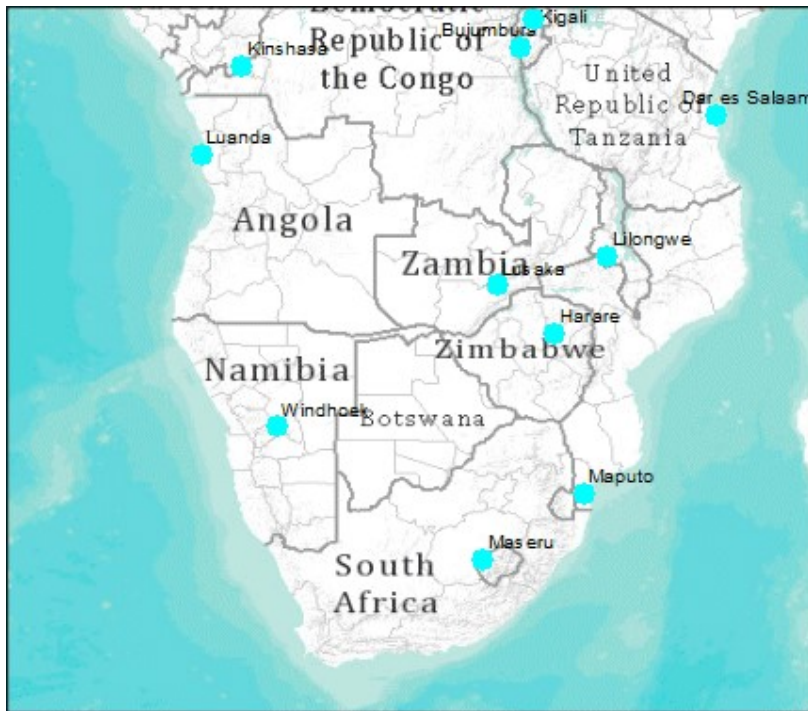 Democratic
Republic of
the Congo
Kigali
Bujumbura
Kinshasa
United
Republic of
Tanzania
Dar es Salaam
Luanda
Angola
Zambia
Lusaka
Lilongwe
Harare
Zimbabwe
Namibia
Windhoek
Botswana
Maputo
Maseru
South
Africa